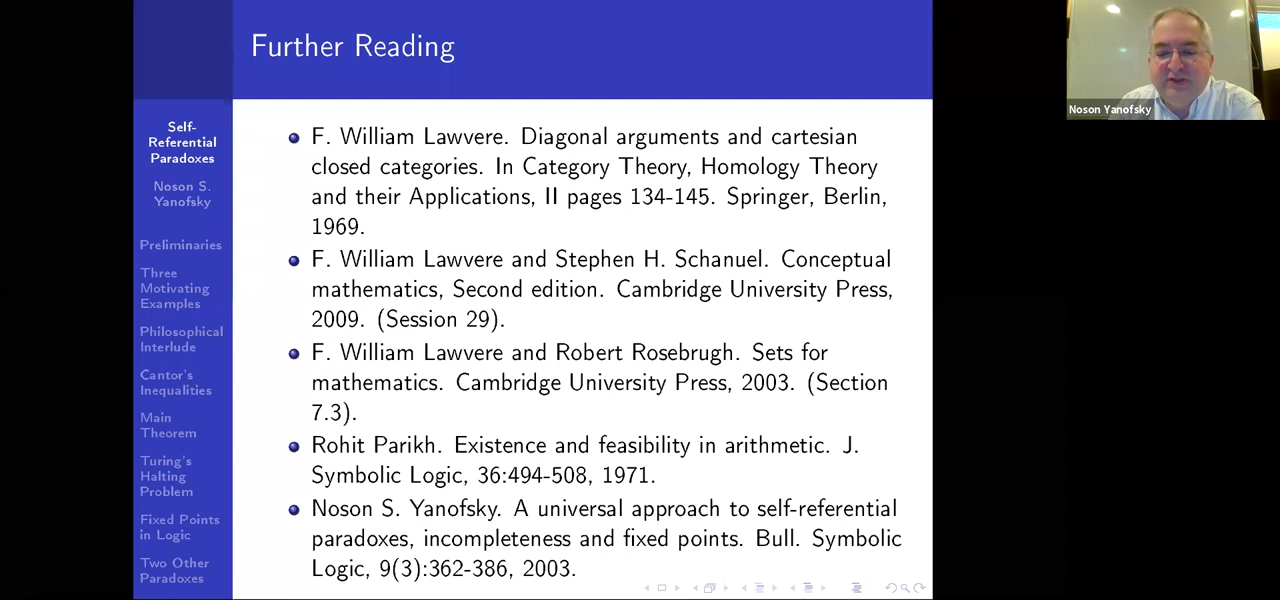 Further Reading
Self-
Referential
Paradoxes
Noson S.
Yanofsky
Preliminaries
Three
Motivating
Examples
Philosophical
Interlude
Cantor's
Inequalities
Main
Theorem
Turing's
Halting
Problem
Fixed Points
in Logic
Two Other
Paradoxes
F. William Lawvere. Diagonal arguments and cartesian
closed categories. In Category Theory, Homology Theory
and their Applications, II pages 134-145. Springer, Berlin,
1969.
F. William Lawvere and Stephen H. Schanuel. Conceptual
mathematics, Second edition. Cambridge University Press,
2009. (Session 29).
F. William Lawvere and Robert Rosebrugh. Sets for
mathematics. Cambridge University Press, 2003. (Section
7.3).
Rohit Parikh. Existence and feasibility in arithmetic. J.
Symbolic Logic, 36:494-508, 1971.
Noson S. Yanofsky. A universal approach to self-referential
paradoxes, incompleteness and fixed points. Bull. Symbolic
Logic, 9(3):362-386, 2003.
Noson Yanofsky